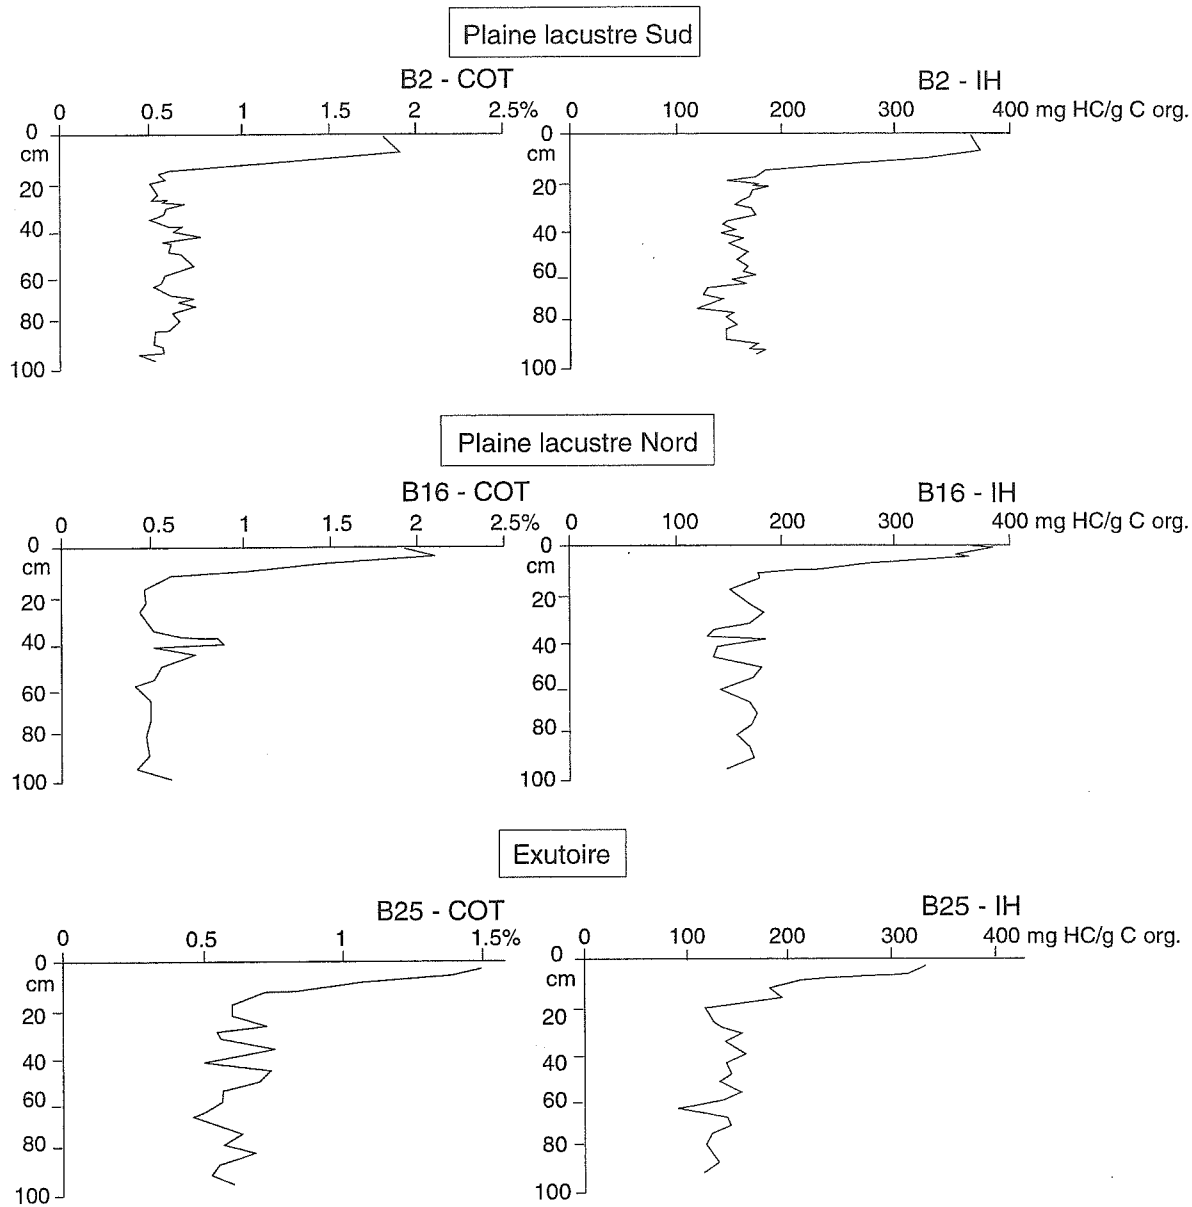 Plaine lacustre Sud
B2 - COT
0 0.5 1 1.5 2 2.5%
0
cm
20
40
60
80
100
B2 - IH
0 100 200 300 400 mg HC/g C org.
0
cm
20
40
60
80
100
Plaine lacustre Nord
B16 - COT
0 0.5 1 1.5 2 2.5%
0
cm
20
40
60
80
100
B16 - IH
0 100 200 300 400 mg HC/g C org.
0
cm
20
40
60
80
100
Exutoire
B25 - COT
0 0.5 1 1.5%
0
cm
20
40
60
80
100
B25 - IH
0 100 200 300 400 mg HC/g C org.
0
cm
20
40
60
80
100